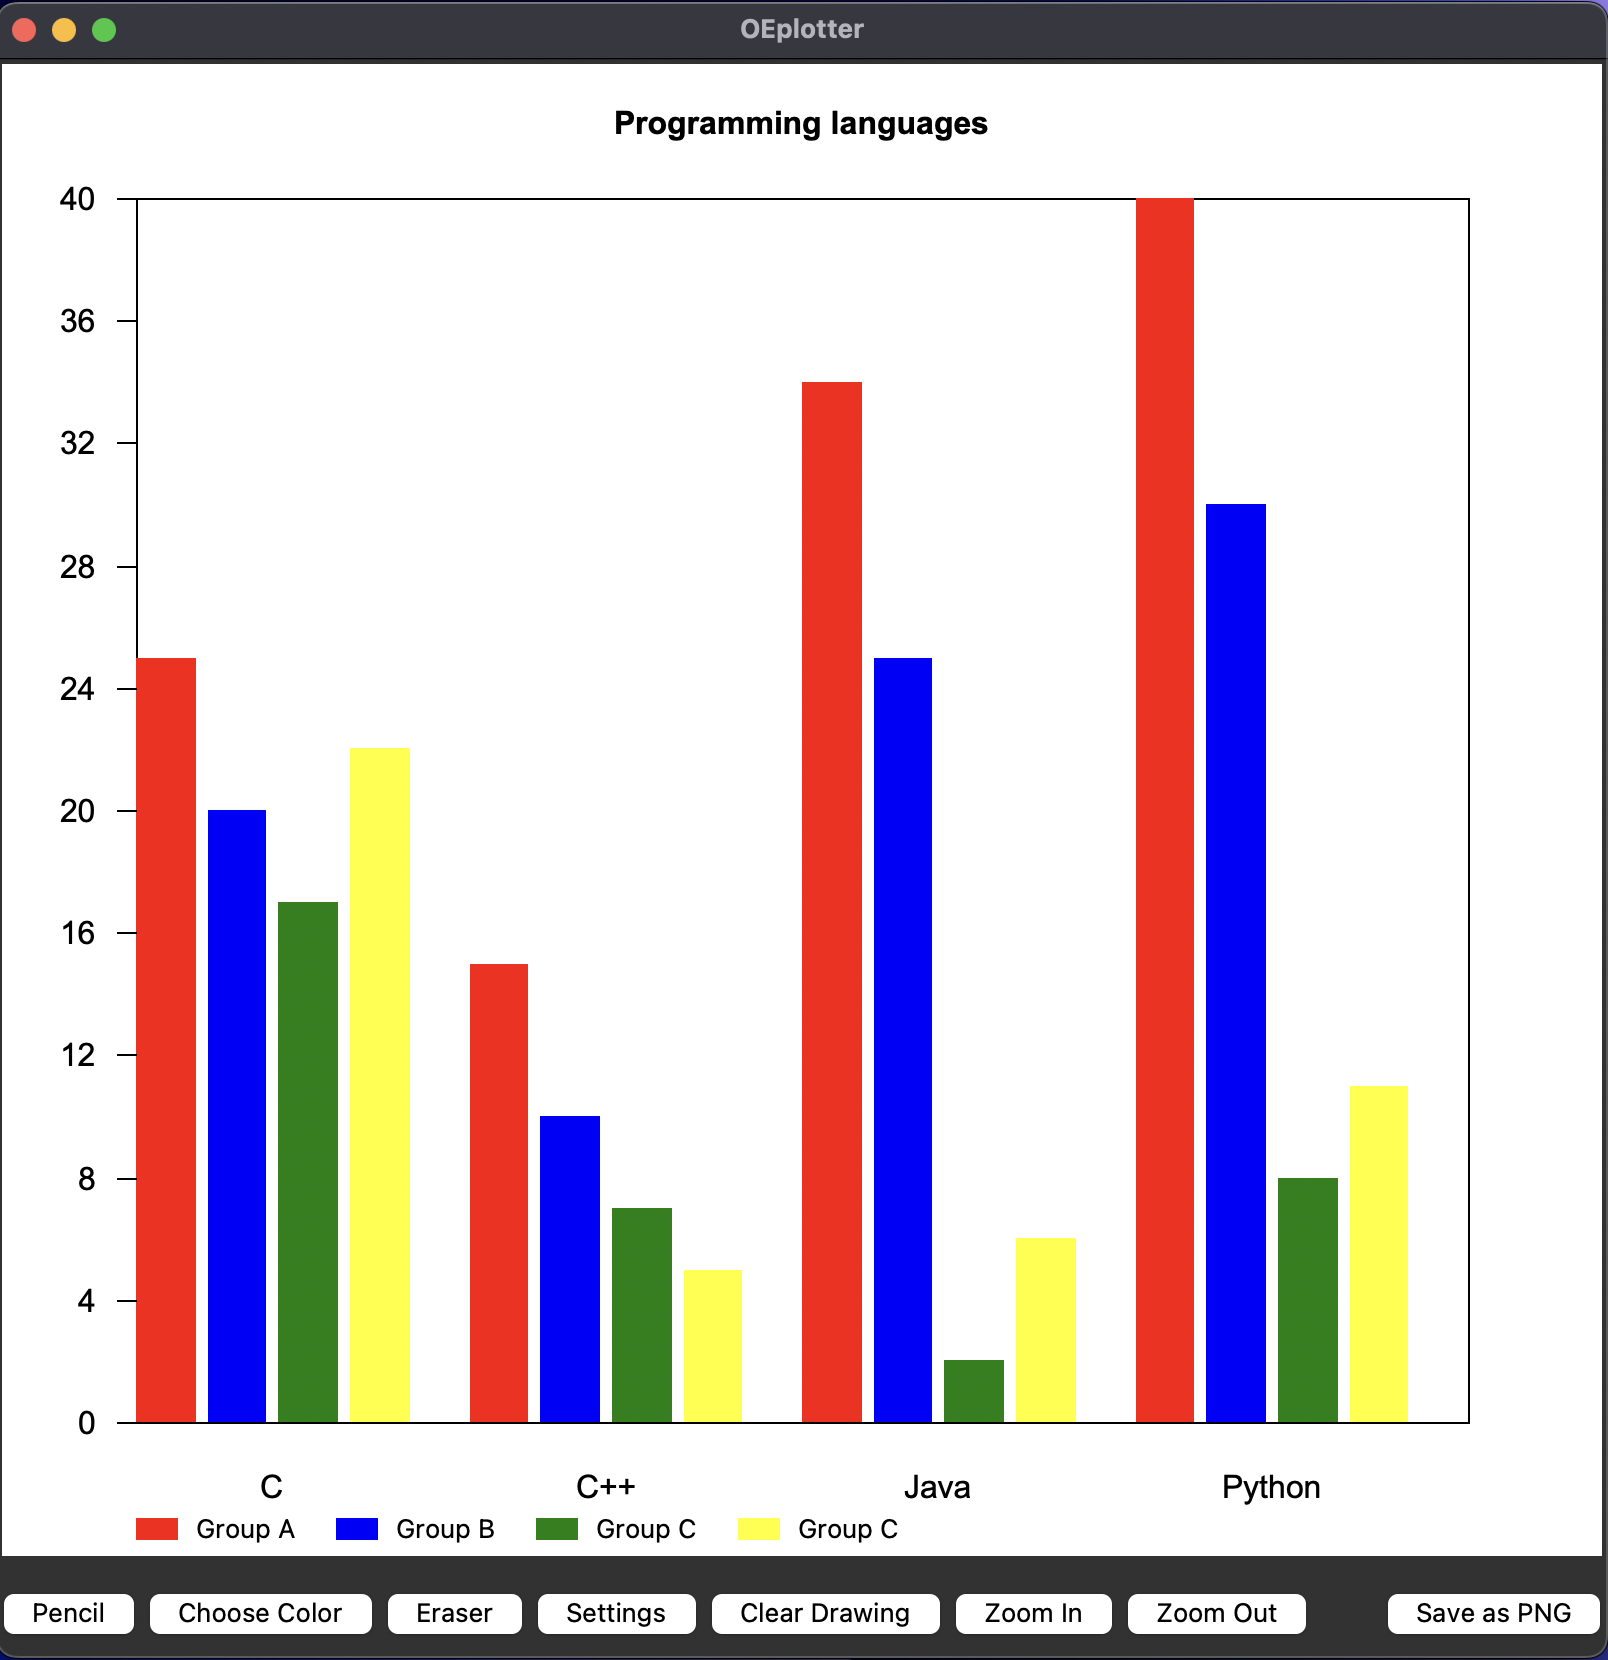 OEplotter
Programming languages
40
36
32
28
24
20
16
12
8
4
0
C C++ Java Python
Group A Group B Group C Group C
Pencil Choose Color Eraser Settings Clear Drawing Zoom In Zoom Out Save as PNG